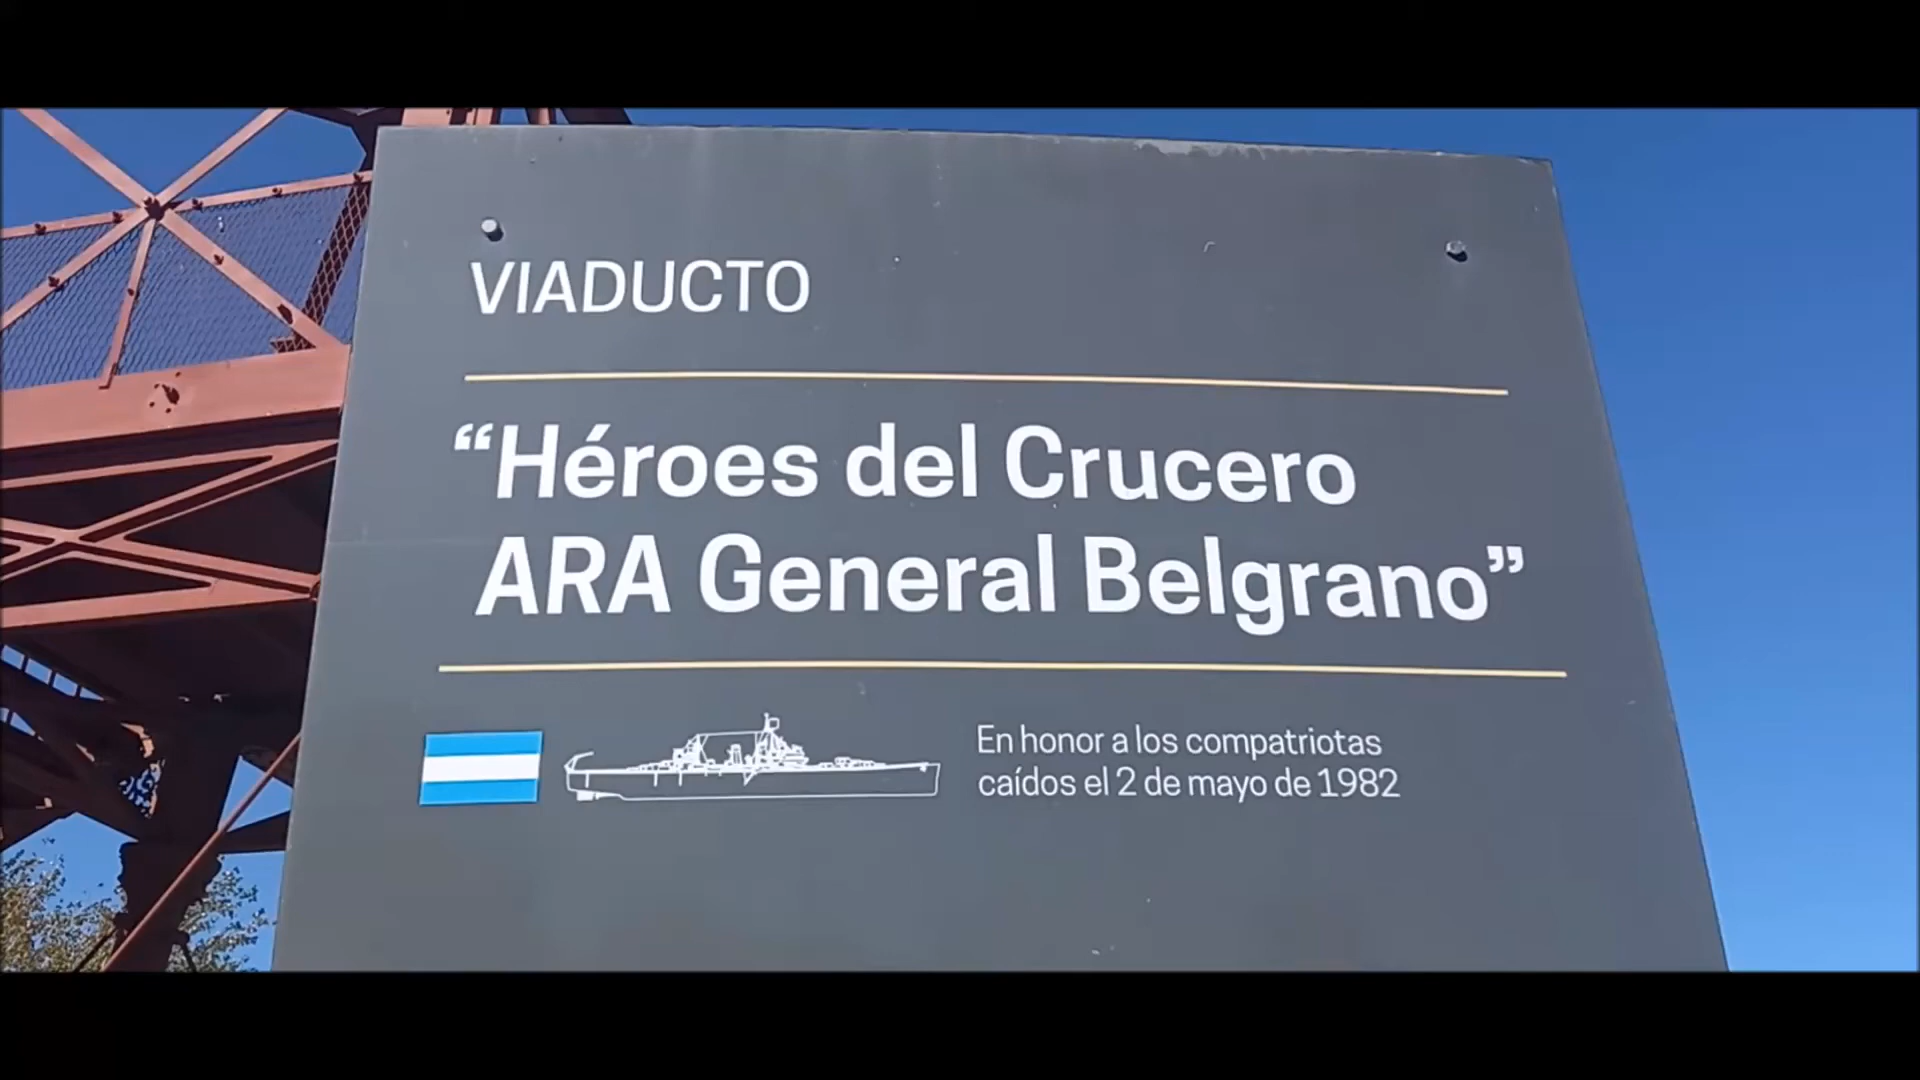 VIADUCTO
“Héroes del Crucero
ARA General Belgrano”
En honor a los compatriotas
caídos el 2 de mayo de 1982